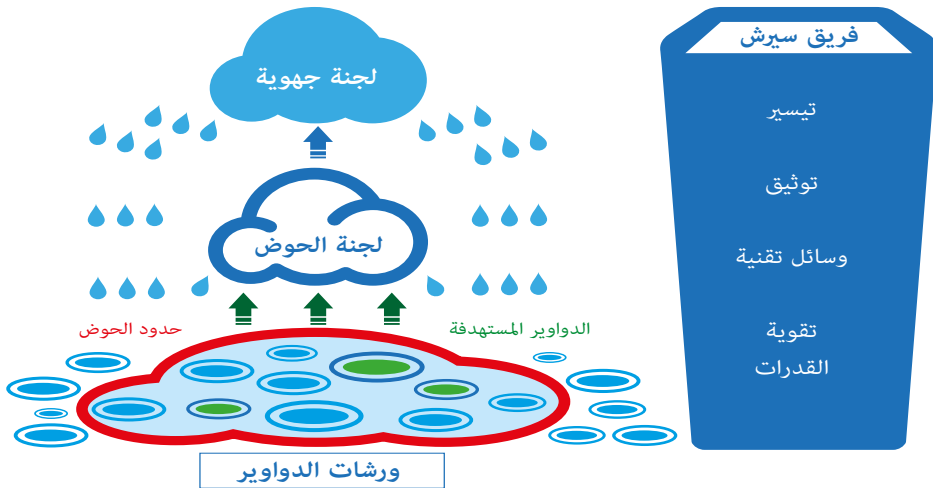 فريق سيرش
تيسير
توثيق
وسائل تقنية
تقوية
القدرات
لجنة جهوية
لجنة الحوض
الدواوير المستهدفة
حدود الحوض
ورشات الدواوير